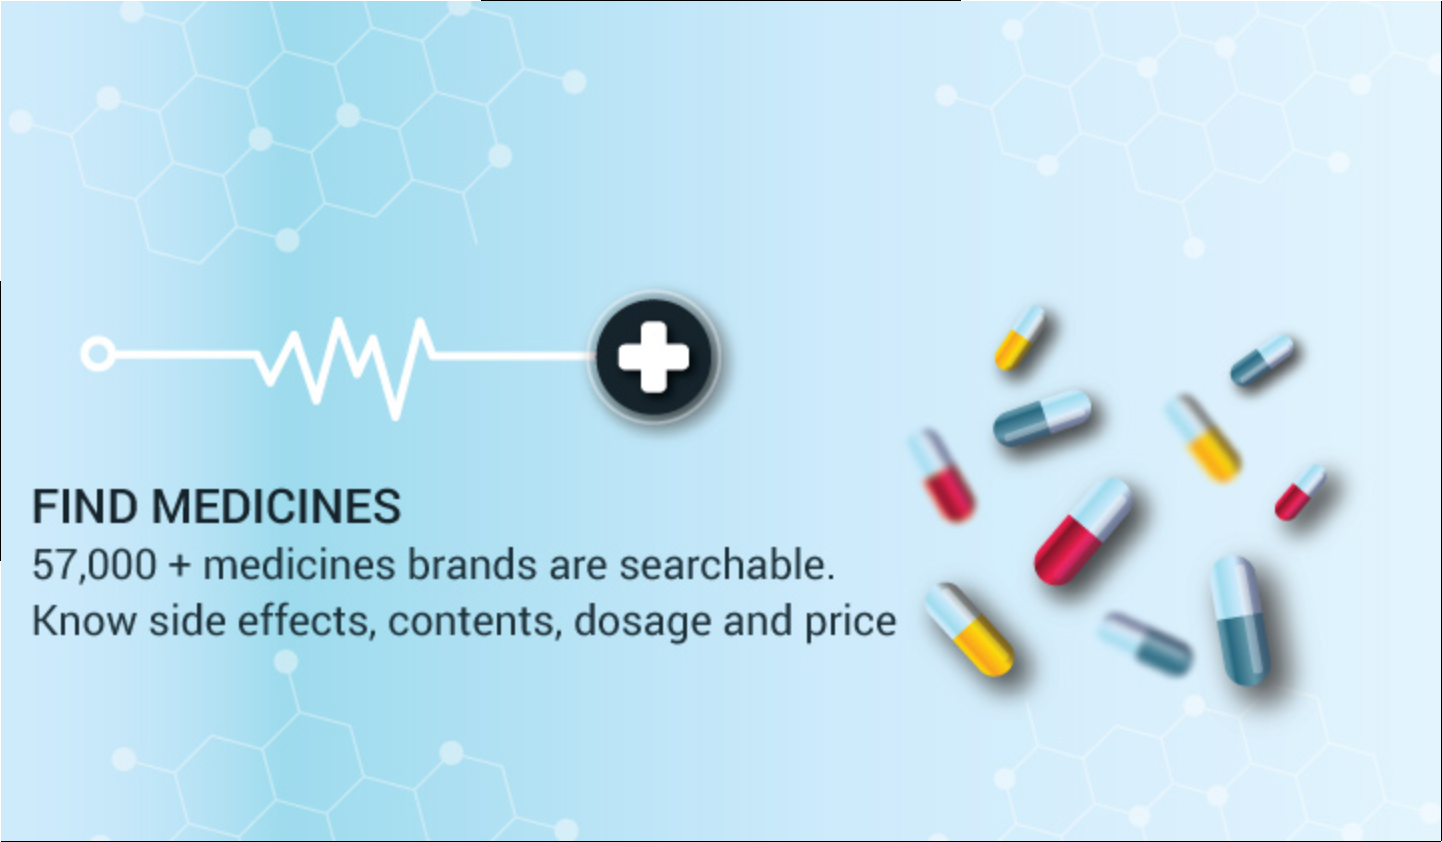 FIND MEDICINES
57,000 + medicines brands are searchable.
Know side effects, contents, dosage and price